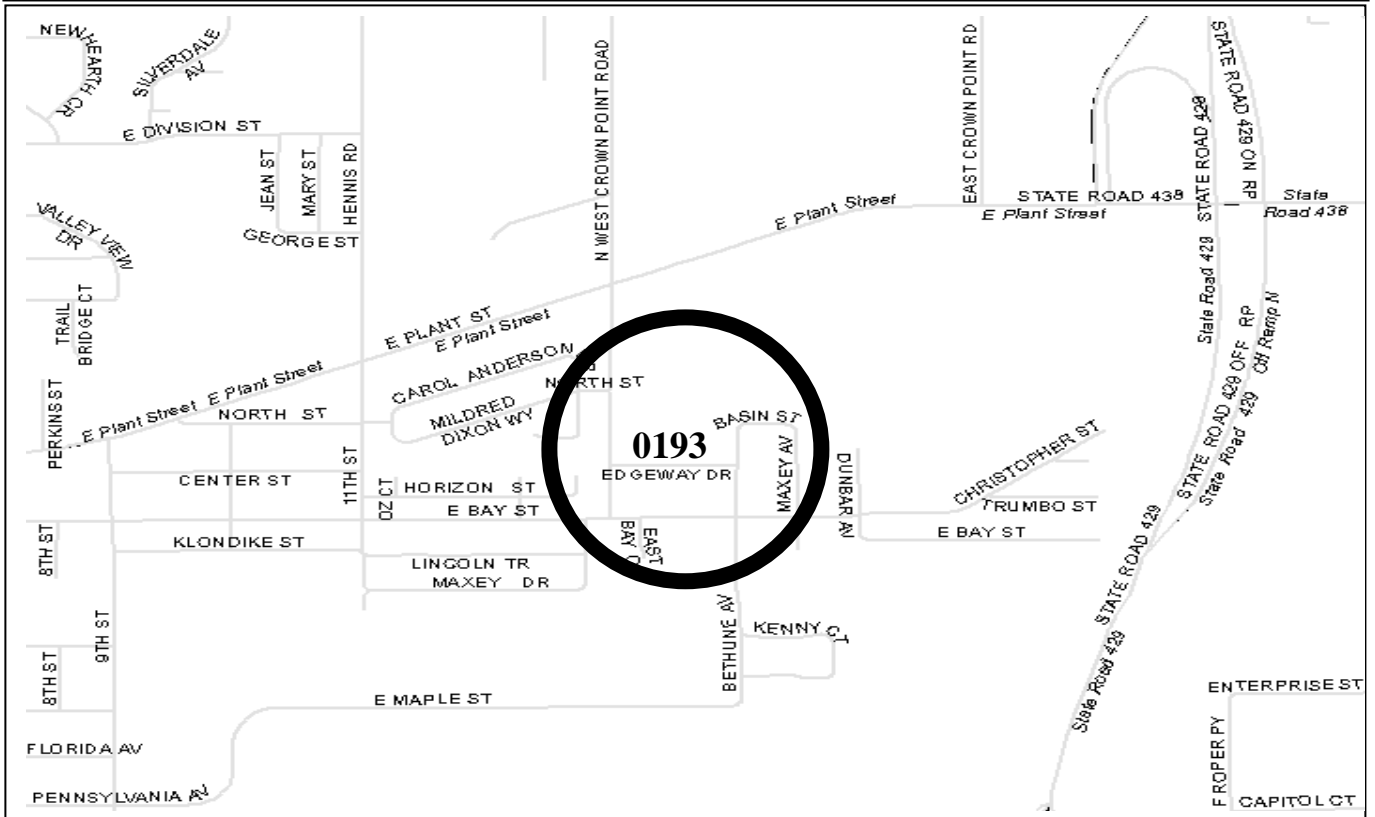 NEW HEARTH CR
SILVERDALE
AV
E DIVISION ST
JEAN ST
MARY ST
HENNIS RD
GEORGE ST
VALLEY VIEW
DR
TRAIL
BRIDGE CT
N WEST CROWN POINT ROAD
EAST CROWN POINT RD
STATE ROAD 429
STATE ROAD 429 ON RP
STATE ROAD 438
E Plant Street
State
Road 438
E Plant Street
E PLANT ST
E Plant Street
E Plant Street
E Plant Street
PERKINS ST
CAROL ANDERSON
MILDRED
DIXON WY
NORTH ST
NORTH ST
BASIN ST
0193
EDGEWAY DR
MAXEY AV
DUNBAR AV
CHRISTOPHER ST
TRUMBO ST
CENTER ST
11TH ST
OZ CT
HORIZON ST
E BAY ST
E BAY ST
8TH ST
KLONDIKE ST
EAST
BAY
LINCOLN TR
MAXEY DR
State Road 429
STATE ROAD 429 OFF RP
State Road 429 Off Ramp N
STATE ROAD 429
State Road 429
9TH ST
8TH ST
BETHUNE AV
KENNY CT
E MAPLE ST
FLORIDA AV
PENNSYLVANIA AV
ENTERPRISE ST
CAPITOL CT